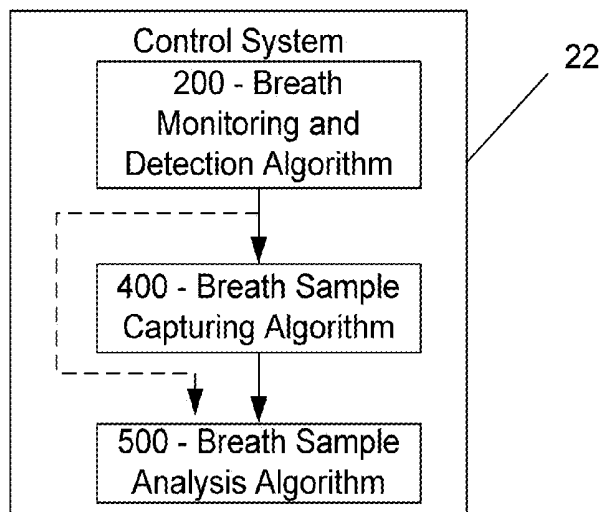 Control System
22
200 - Breath
Monitoring and
Detection Algorithm
400 - Breath Sample
Capturing Algorithm
500 - Breath Sample
Analysis Algorithm